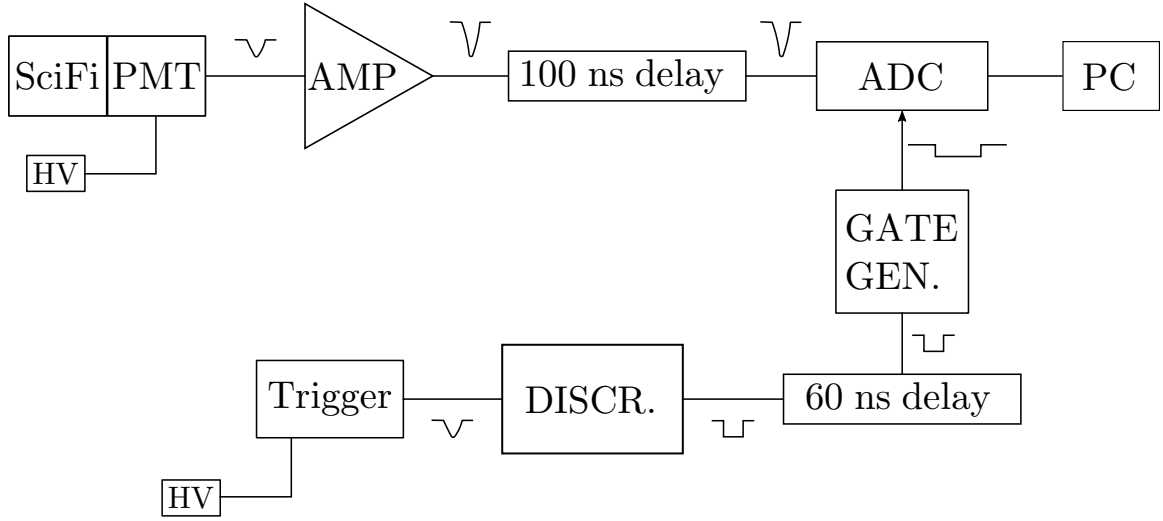 SciFi
PMT
AMP
100 ns delay
ADC
PC
HV
GATE
GEN.
Trigger
DISCR.
60 ns delay
HV